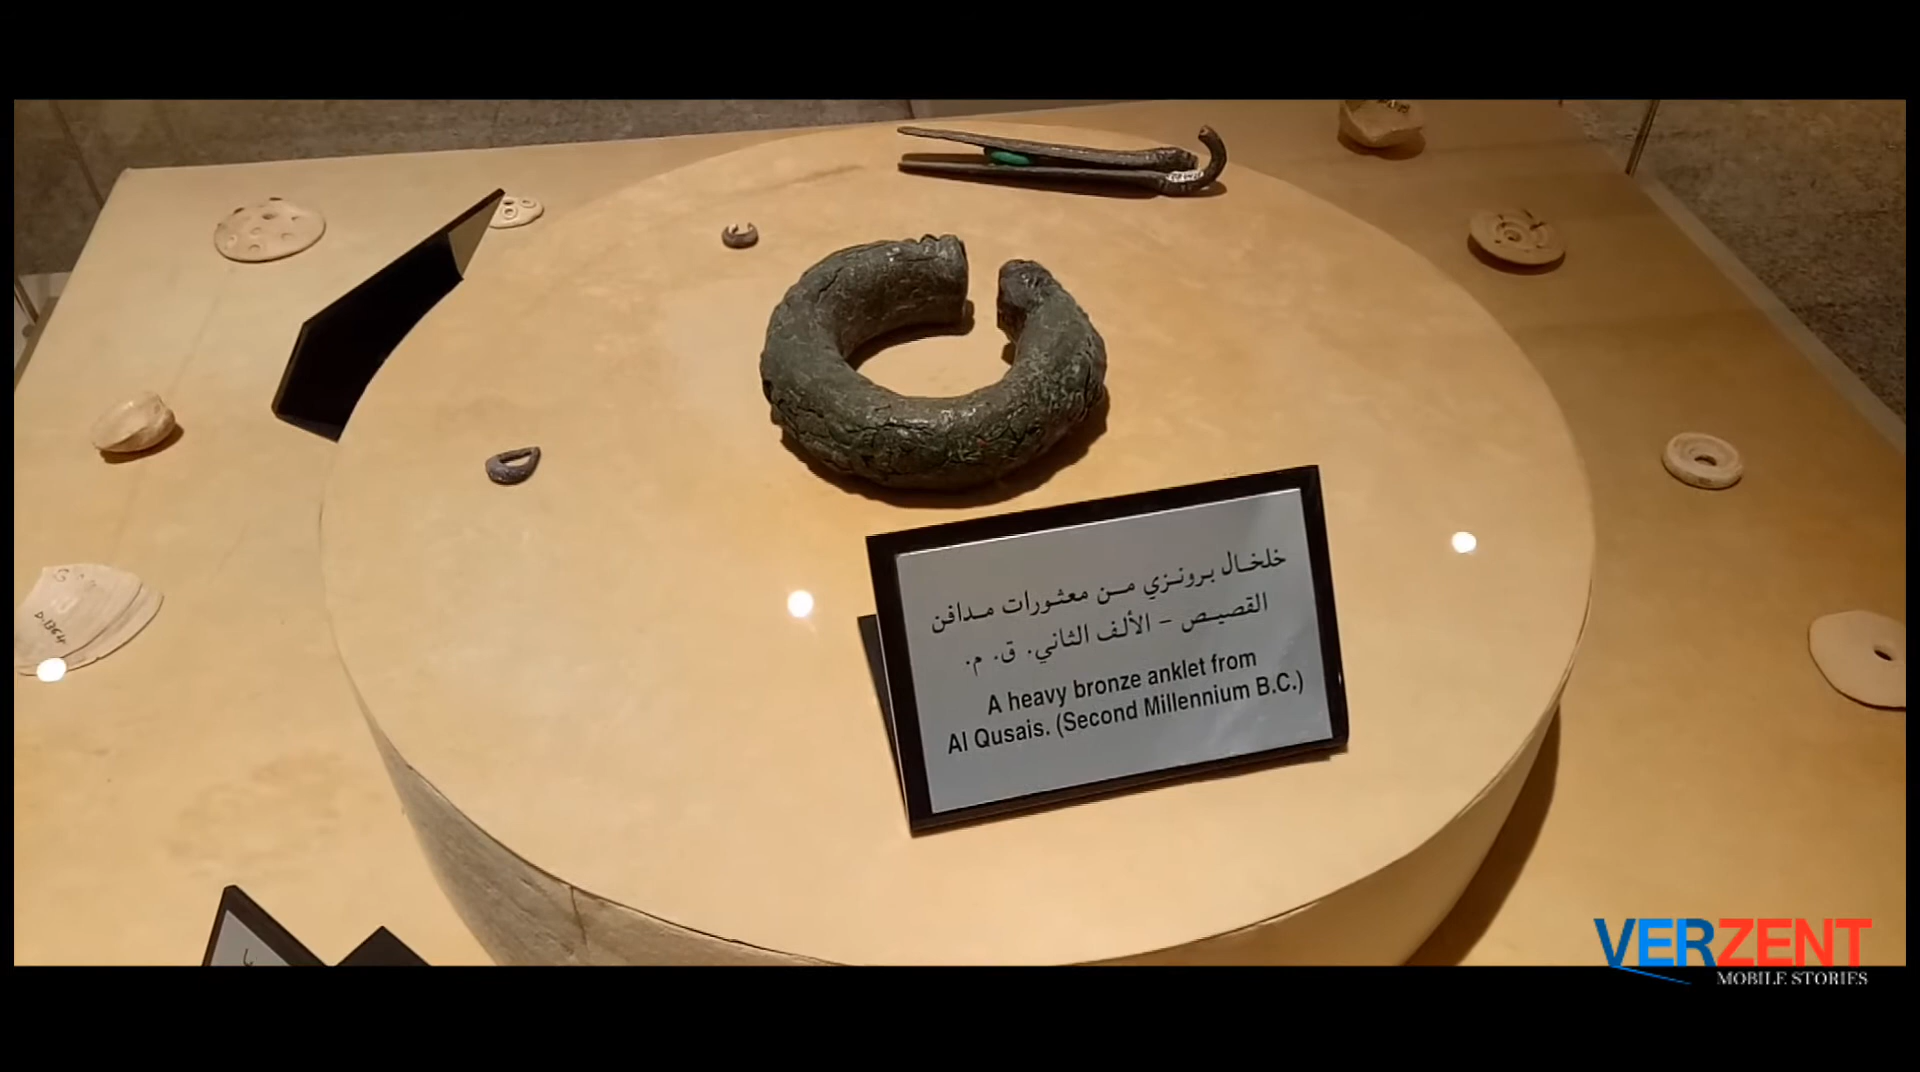 خلخال برونزي من معثورات مدافن
القصيص - الألف الثاني. ق. م.
A heavy bronze anklet from
Al Qusais. (Second Millennium B.C.)
D.1364
VERZENT
MOBILE STORIES